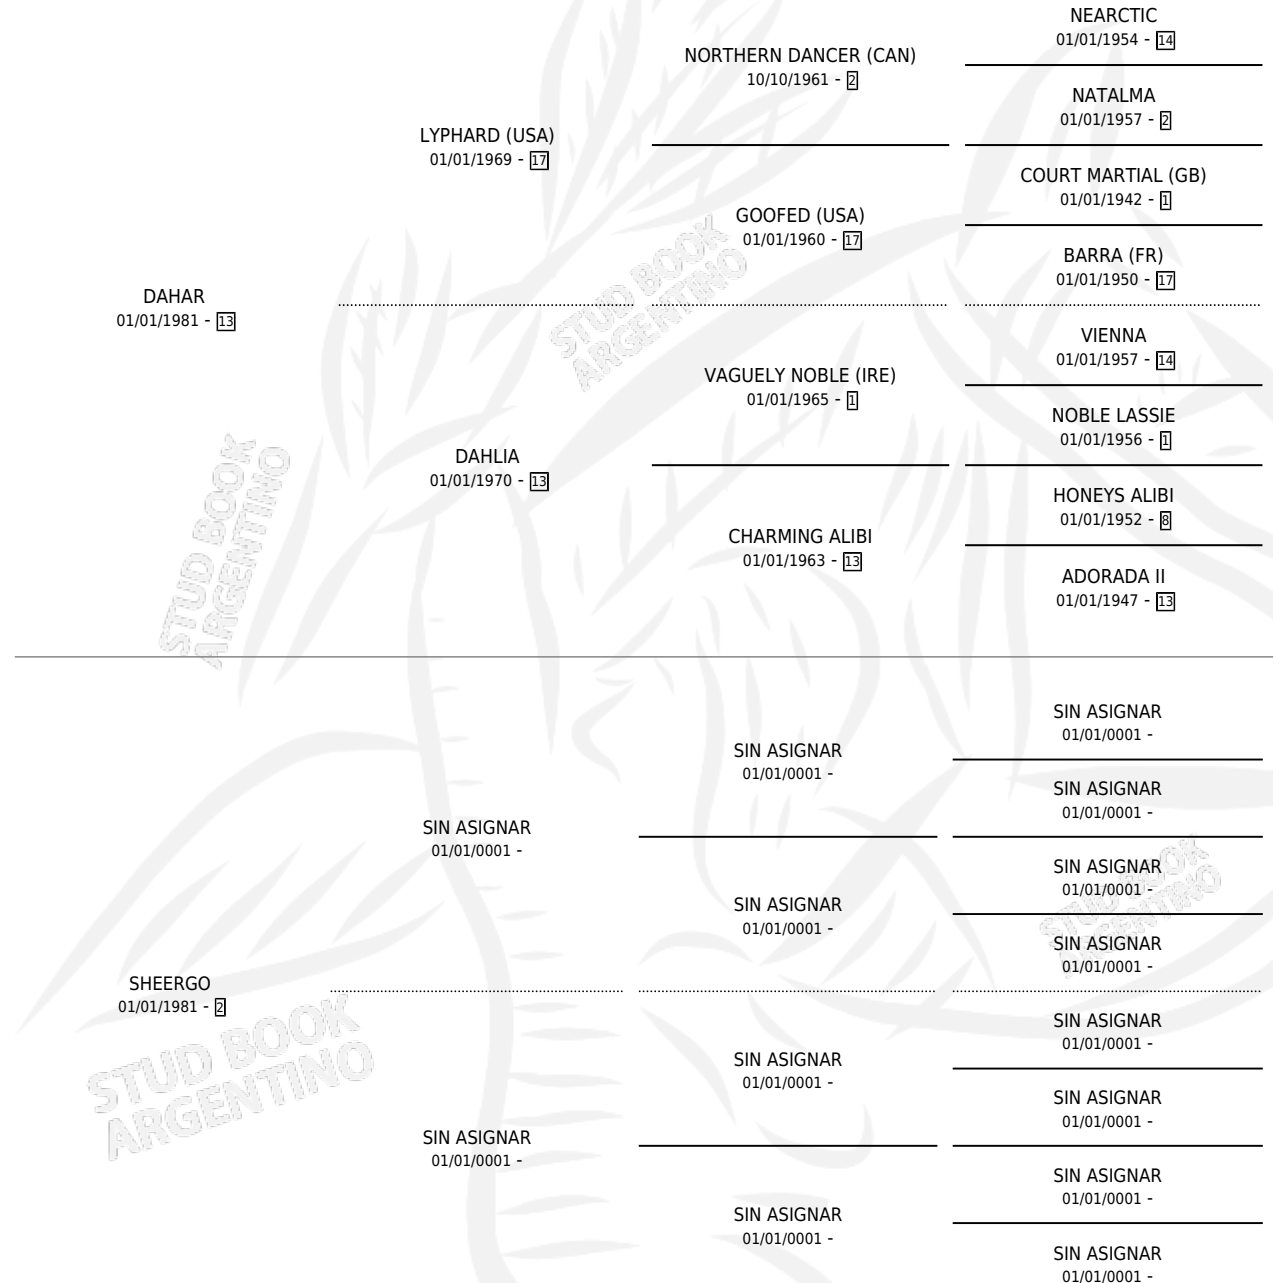 NEARCTIC
01/01/1954 - 14
NORTHERN DANCER (CAN)
10/10/1961 - 2
NATALMA
01/01/1957 - 2
LYPHARD (USA)
01/01/1969 - 17
COURT MARTIAL (GB)
01/01/1942 - 1
GOOFED (USA)
01/01/1960 - 17
BARRA (FR)
01/01/1950 - 17
DAHAR
01/01/1981 - 13
VIENNA
01/01/1957 - 14
VAGUELY NOBLE (IRE)
01/01/1965 - 1
NOBLE LASSIE
01/01/1956 - 1
DAHLIA
01/01/1970 - 13
HONEYS ALIBI
01/01/1952 - 8
CHARMING ALIBI
01/01/1963 - 13
ADORADA II
01/01/1947 - 13
SIN ASIGNAR
01/01/0001 -
SIN ASIGNAR
01/01/0001 -
SIN ASIGNAR
01/01/0001 -
SIN ASIGNAR
01/01/0001 -
SIN ASIGNAR
01/01/0001 -
SIN ASIGNAR
01/01/0001 -
SIN ASIGNAR
01/01/0001 -
SHEERGO
01/01/1981 - 2
SIN ASIGNAR
01/01/0001 -
SIN ASIGNAR
01/01/0001 -
SIN ASIGNAR
01/01/0001 -
SIN ASIGNAR
01/01/0001 -
SIN ASIGNAR
01/01/0001 -
SIN ASIGNAR
01/01/0001 -
SIN ASIGNAR
01/01/0001 -
STUD BOOK
ARGENTINO
STUD BOOK
ARGENTINO
STUD BOOK
ARGENTINO
STUD BOOK
ARGENTINO